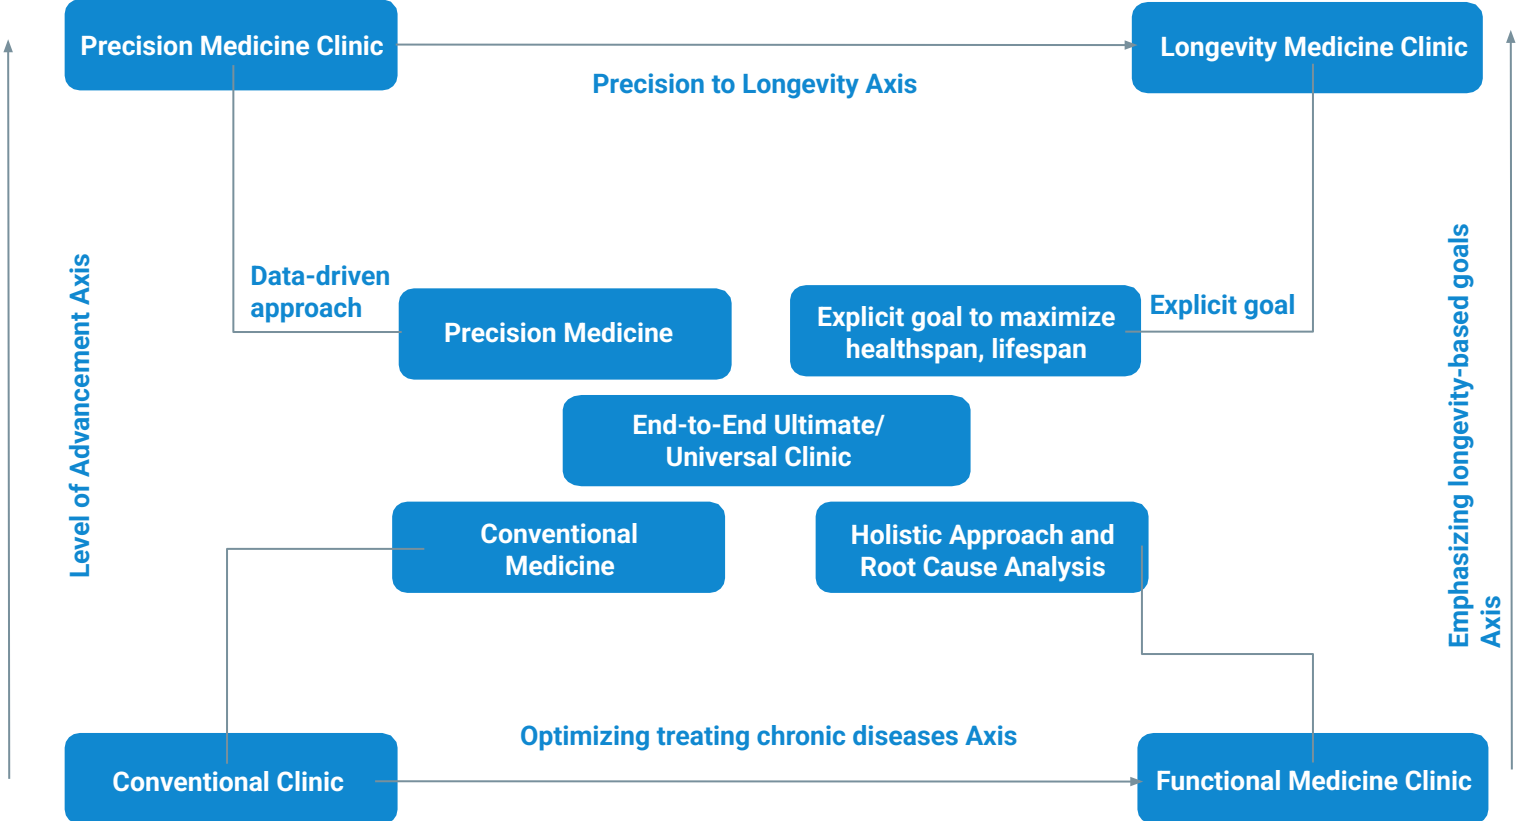 Precision Medicine Clinic
Longevity Medicine Clinic
Precision to Longevity Axis
Level of Advancement Axis
Data-driven
approach
Precision Medicine
Explicit goal to maximize
healthspan, lifespan
Explicit goal
Emphasizing longevity-based goals
Axis
End-to-End Ultimate/
Universal Clinic
Conventional
Medicine
Holistic Approach and
Root Cause Analysis
Optimizing treating chronic diseases Axis
Conventional Clinic
Functional Medicine Clinic